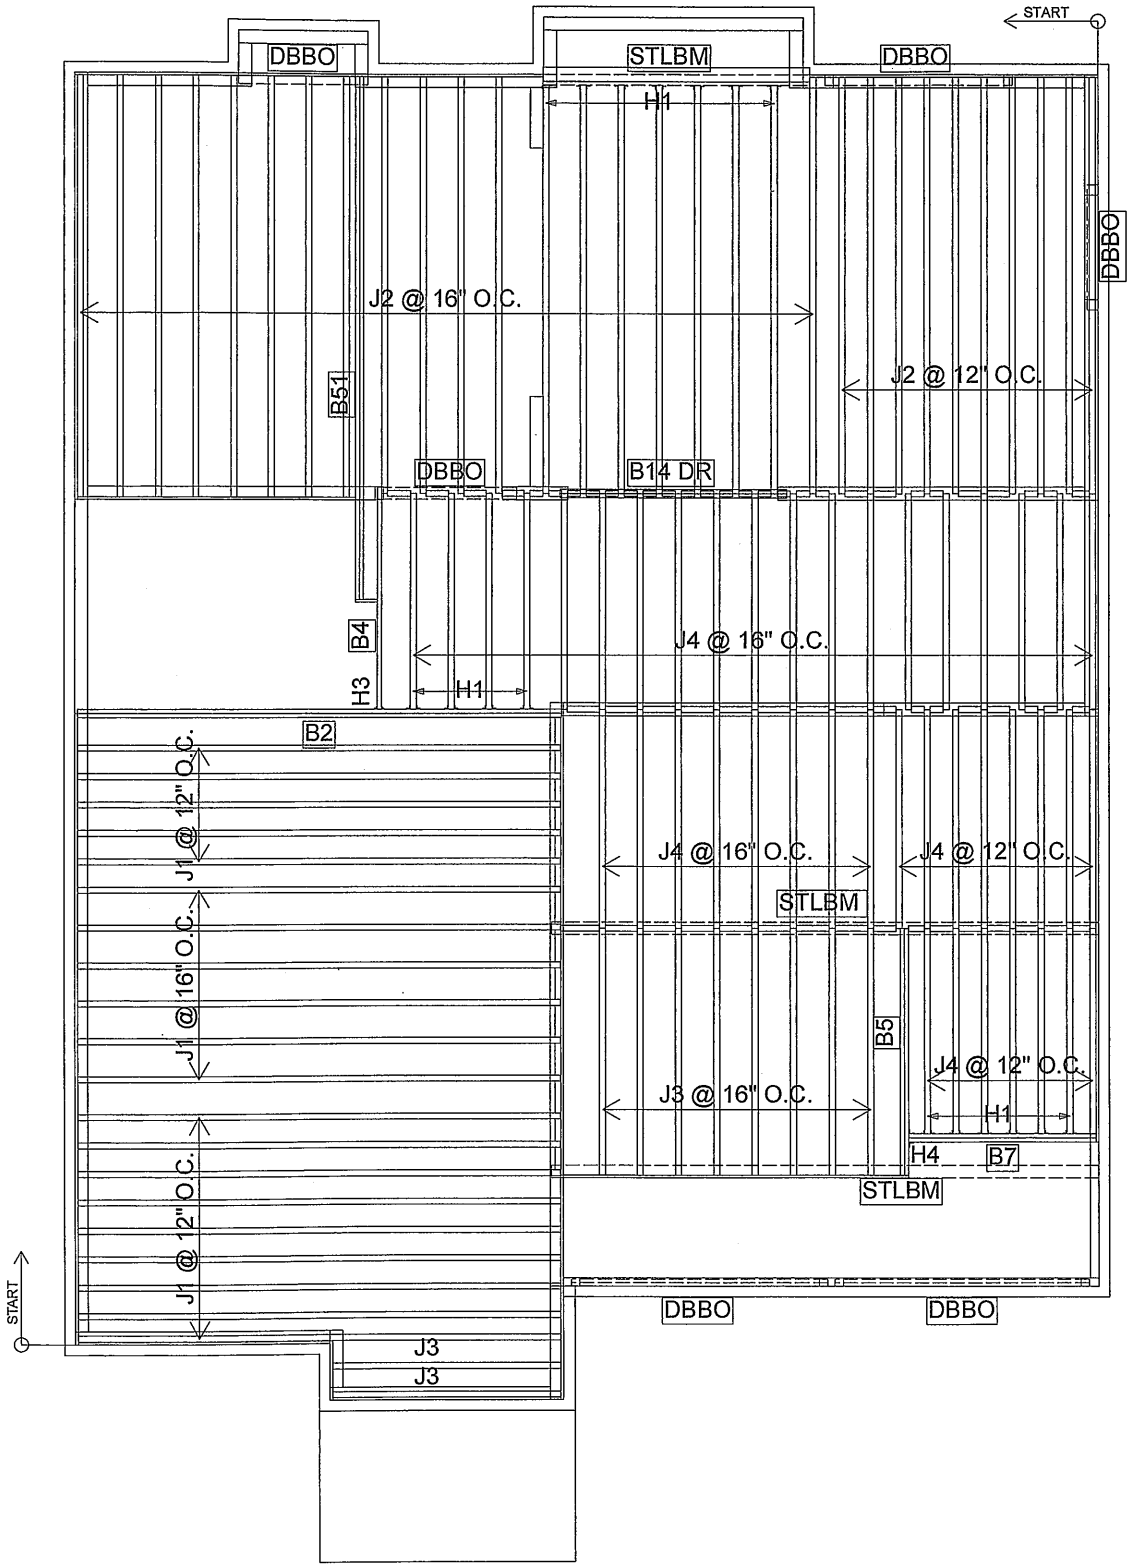 START
DBBO
STLBM
DBBO
H1
DBBO
J2 @ 16" O.C.
J2 @ 12" O.C.
B51
DBBO
B14 DR
B4
J4 @ 16" O.C.
H3
H1
B2
J1 @ 12" O.C.
J4 @ 16" O.C.
J4 @ 12" O.C.
STLBM
J1 @ 16" O.C.
B5
J4 @ 12" O.C.
J3 @ 16" O.C.
H1
H4
B7
STLBM
J1 @ 12" O.C.
START
DBBO
DBBO
J3
J3